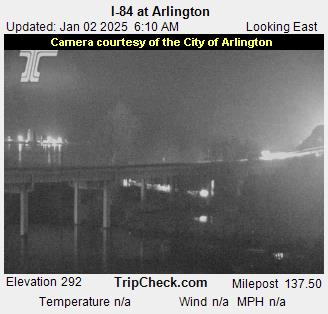 I-84 at Arlington
Updated: Jan 02 2025 6:10 AM Looking East
Camera courtesy of the City of Arlington
Elevation 292 TripCheck.com Milepost 137.50
Temperature n/a Wind n/a MPH n/a